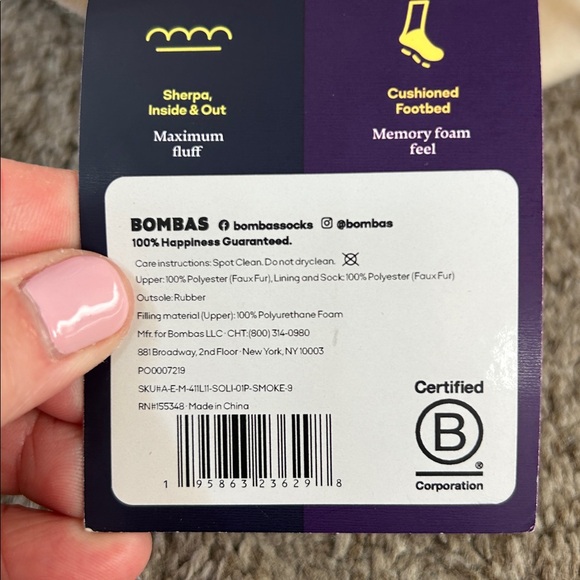 Sherpa,
Inside & Out
Maximum
fluff
Cushioned
Footbed
Memory foam
feel
BOMBAS bombassocks @bombas
100% Happiness Guaranteed.
Care instructions: Spot Clean. Do not dryclean.
Upper: 100% Polyester (Faux Fur), Lining and Sock: 100% Polyester (Faux Fur)
Outsole: Rubber
Filling material (Upper): 100% Polyurethane Foam
Mfr. for Bombas LLC · CHT: (800) 314-0980
881 Broadway, 2nd Floor · New York, NY 10003
PO0007219
SKU#A-E-M-411L11-SOLI-01P-SMOKE-9
RN#155348 · Made in China
1 95863 23629 8
Certified
B
®
Corporation